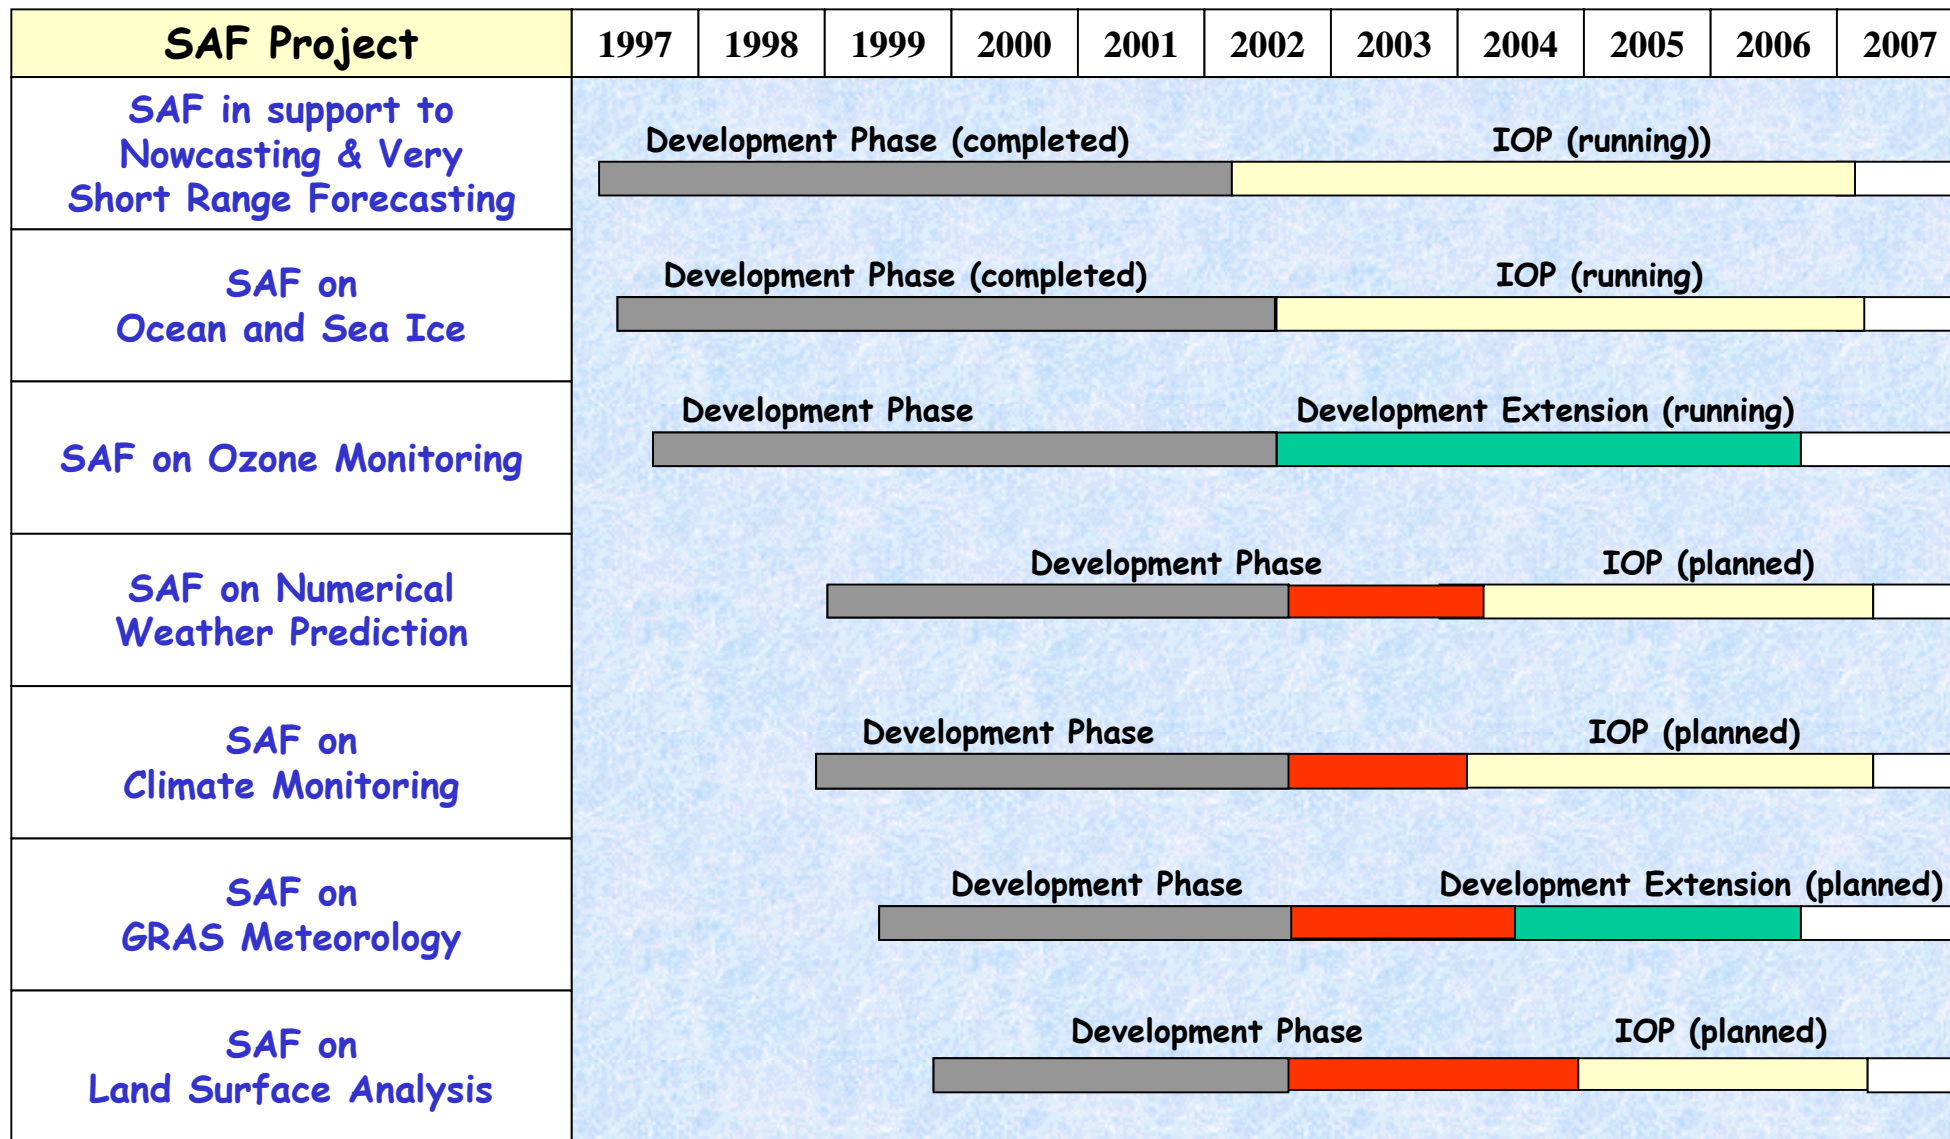 SAF Project 1997 1998 1999 2000 2001 2002 2003 2004 2005 2006 2007
SAF in support to
Nowcasting & Very
Short Range Forecasting
Development Phase (completed) IOP (running))
SAF on
Ocean and Sea Ice
Development Phase (completed) IOP (running)
SAF on Ozone Monitoring
Development Phase Development Extension (running)
SAF on Numerical
Weather Prediction
Development Phase IOP (planned)
SAF on
Climate Monitoring
Development Phase IOP (planned)
SAF on
GRAS Meteorology
Development Phase Development Extension (planned)
SAF on
Land Surface Analysis
Development Phase IOP (planned)